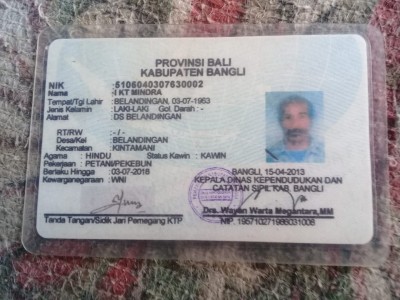 PROVINSI BALI
KABUPATEN BANGLI
NIK : 5106040307630002
Nama : I KT MINDRA
Tempat/Tgl Lahir : BELANDINGAN, 03-07-1963
Jenis Kelamin : LAKI-LAKI Gol. Darah : -
Alamat : DS BELANDINGAN
RT/RW : - / -
Desa/Kel : BELANDINGAN
Kecamatan : KINTAMANI
Agama : HINDU Status Kawin : KAWIN
Pekerjaan : PETANI/PEKEBUN
Berlaku Hingga : 03-07-2018
Kewarganegaraan : WNI
BANGLI, 15-04-2013
KEPALA DINAS KEPENDUDUKAN DAN
CATATAN SIPIL KAB. BANGLI
Dra. Wayan Warta Megantara, MM
NIP. 195710271986031008
Tanda Tangan/Sidik Jari Pemegang KTP